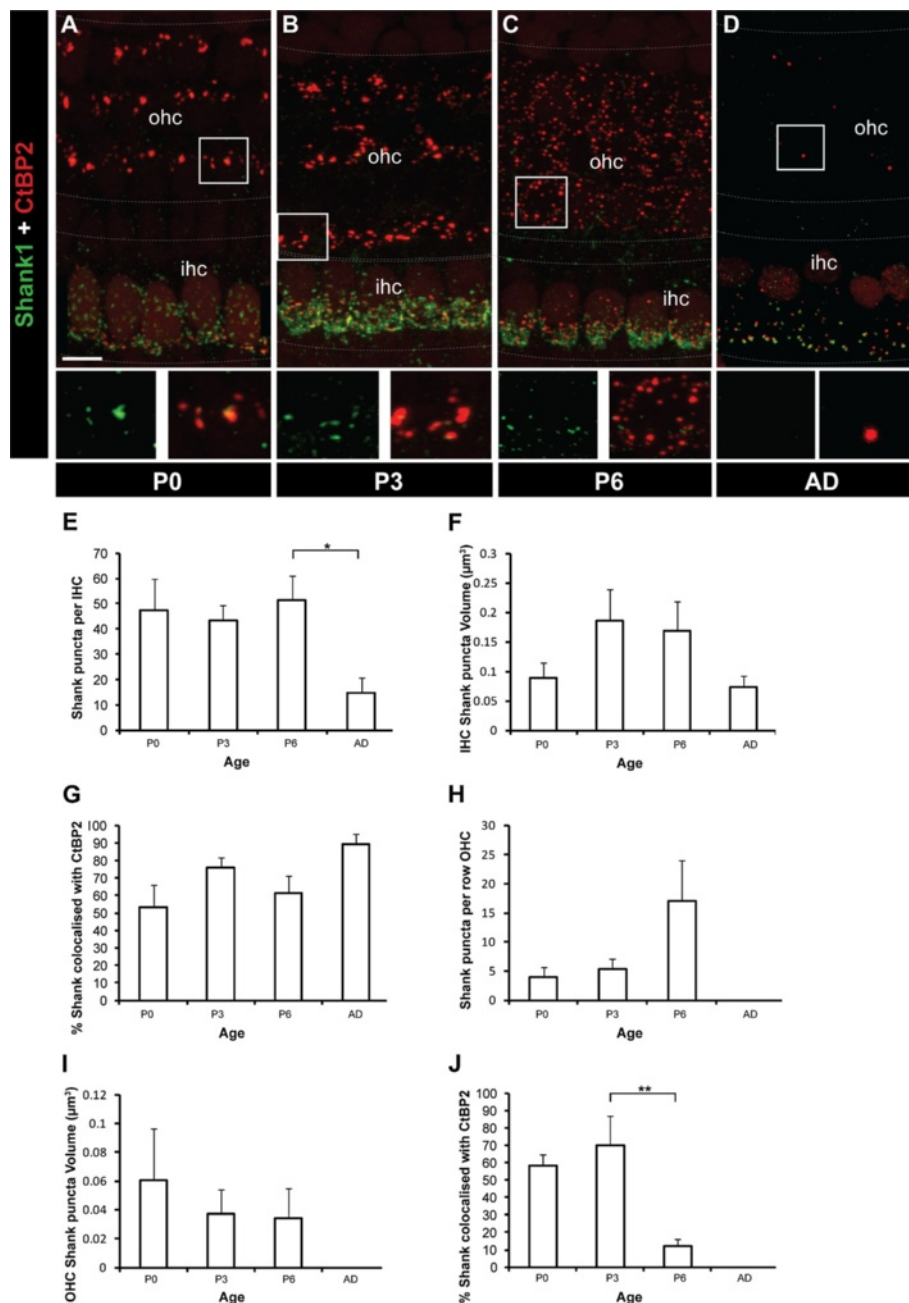 Shank1 + CtBP2
A
B
C
D
ohc
ohc
ohc
ohc
ihc
ihc
ihc
ihc
P0
P3
P6
AD
E
Shank puncta per IHC
70
60
50
40
30
20
10
0
*
P0 P3 P6 AD
Age
F
IHC Shank puncta Volume (µm³)
0.3
0.25
0.2
0.15
0.1
0.05
0
P0 P3 P6 AD
Age
G
% Shank colocalised with CtBP2
100
90
80
70
60
50
40
30
20
10
0
P0 P3 P6 AD
Age
H
Shank puncta per row OHC
30
25
20
15
10
5
0
P0 P3 P6 AD
Age
I
OHC Shank puncta Volume (µm³)
0.12
0.1
0.08
0.06
0.04
0.02
0
P0 P3 P6 AD
Age
J
% Shank colocalised with CtBP2
100
90
80
70
60
50
40
30
20
10
0
**
P0 P3 P6 AD
Age